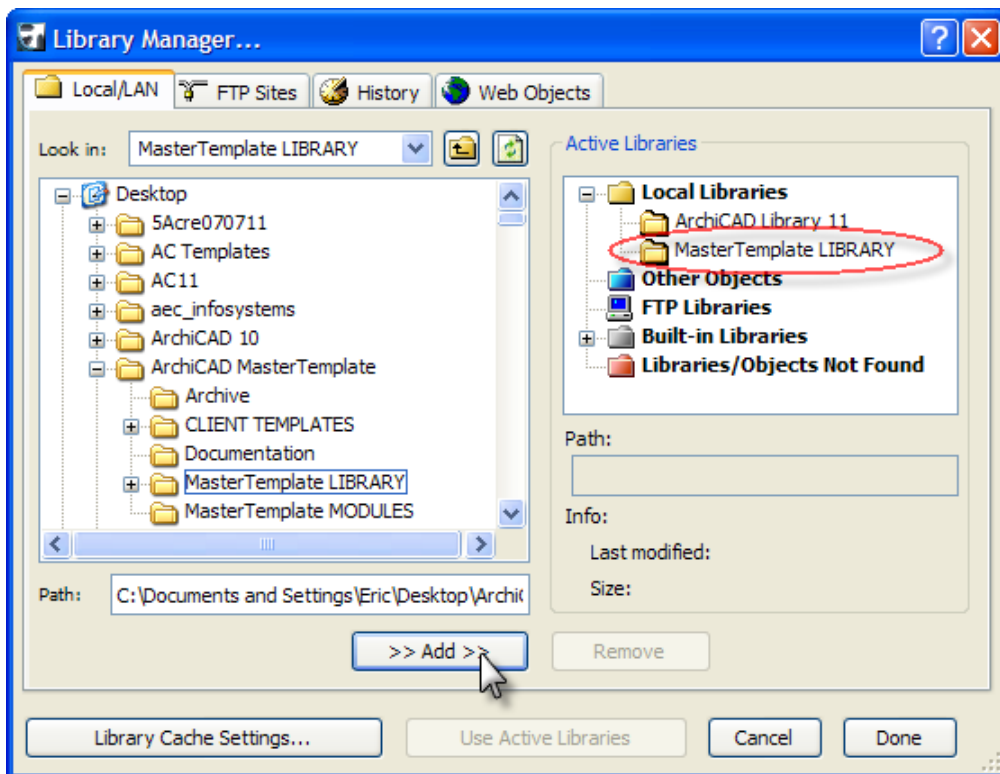 Library Manager...
Local/LAN
FTP Sites
History
Web Objects
Look in:
MasterTemplate LIBRARY
Desktop
5Acre070711
AC Templates
AC11
aec_infosystems
ArchiCAD 10
ArchiCAD MasterTemplate
Archive
CLIENT TEMPLATES
Documentation
MasterTemplate LIBRARY
MasterTemplate MODULES
Path: C:\Documents and Settings\Eric\Desktop\Archi(
Active Libraries
Local Libraries
ArchiCAD Library 11
MasterTemplate LIBRARY
Other Objects
FTP Libraries
Built-in Libraries
Libraries/Objects Not Found
Path:
Info:
Last modified:
Size:
>> Add >>
Remove
Library Cache Settings...
Use Active Libraries
Cancel
Done